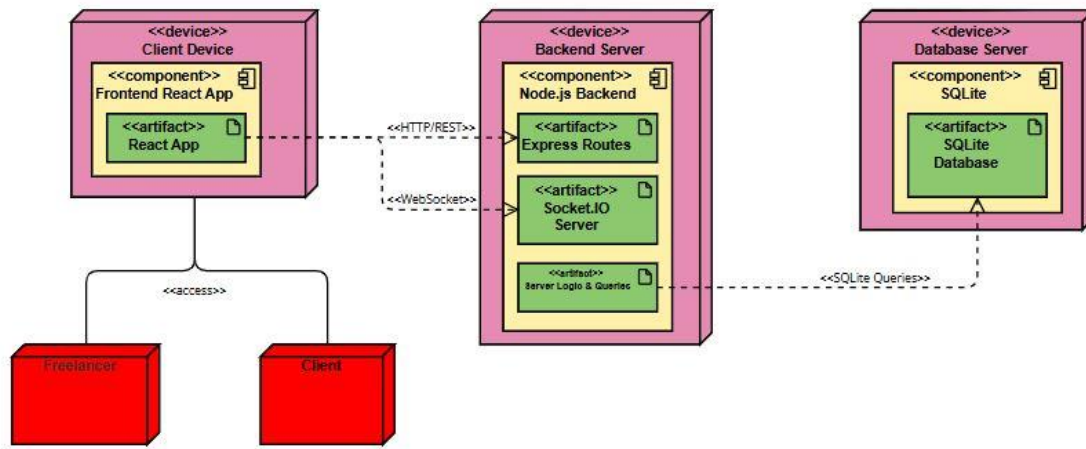 <<device>>
Client Device
<<component>>
Frontend React App
<<artifact>>
React App
<<HTTP/REST>>
<<WebSocket>>
<<device>>
Backend Server
<<component>>
Node.js Backend
<<artifact>>
Express Routes
<<artifact>>
Socket.IO
Server
<<artifact>>
Server Logic & Queries
<<SQLite Queries>>
<<device>>
Database Server
<<component>>
SQLite
<<artifact>>
SQLite
Database
<<access>>
Freelancer
Client